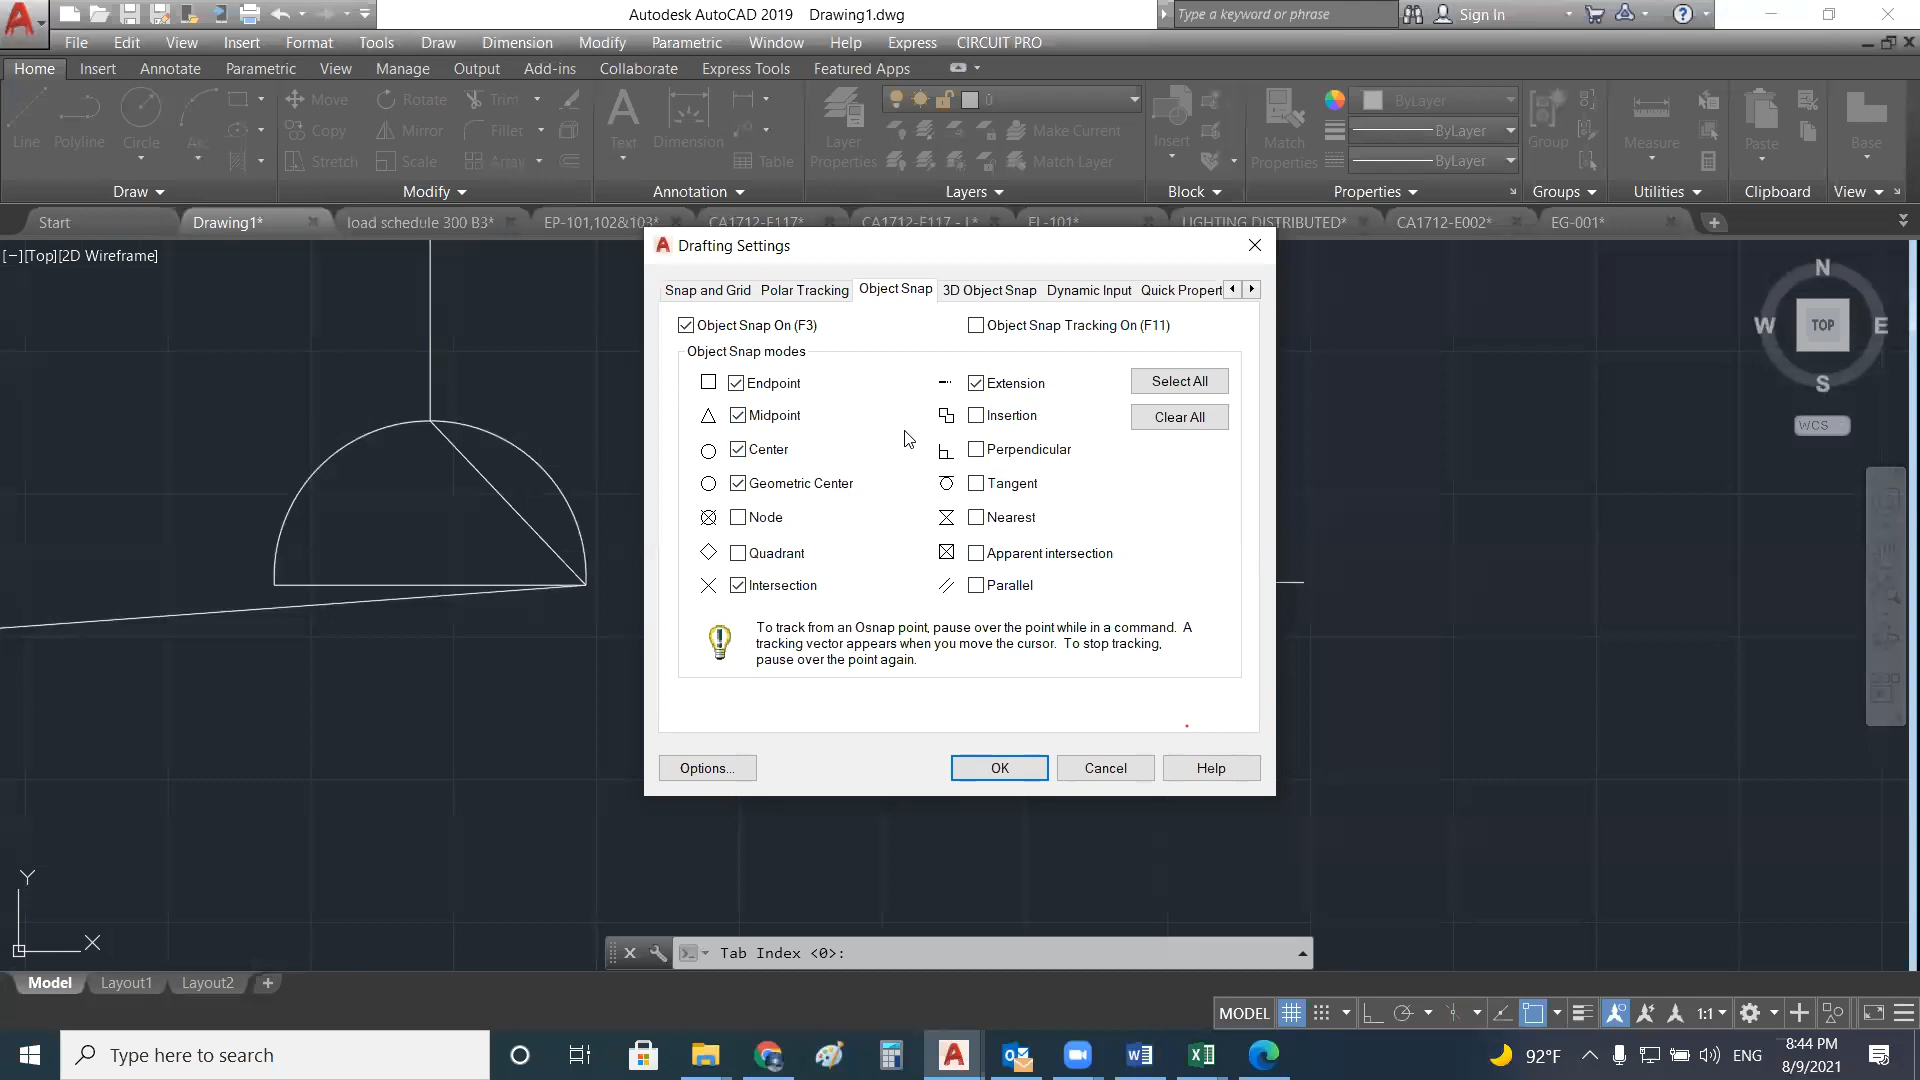 Autodesk AutoCAD 2019 Drawing1.dwg
Type a keyword or phrase
Sign In
File Edit View Insert Format Tools Draw Dimension Modify Parametric Window Help Express CIRCUIT PRO
Home Insert Annotate Parametric View Manage Output Add-ins Collaborate Express Tools Featured Apps
Line Polyline Circle Arc
Move Rotate Trim
Copy Mirror Fillet
Stretch Scale Array
Text Dimension Table
Layer Properties
0
Make Current
Match Layer
Insert
Match Properties
ByLayer
ByLayer
ByLayer
Group Measure Paste Base
Draw Modify Annotation Layers Block Properties Groups Utilities Clipboard View
Start Drawing1* load schedule 300 B3* EP-101,102&103* CA1712-E117* CA1712-E117 - L* EL-101* LIGHTING DISTRIBUTED* CA1712-E002* EG-001*
[−][Top][2D Wireframe]
N
W TOP E
S
WCS
Drafting Settings
Snap and Grid Polar Tracking Object Snap 3D Object Snap Dynamic Input Quick Propert
Object Snap On (F3) Object Snap Tracking On (F11)
Object Snap modes
Endpoint Extension Select All
Midpoint Insertion Clear All
Center Perpendicular
Geometric Center Tangent
Node Nearest
Quadrant Apparent intersection
Intersection Parallel
To track from an Osnap point, pause over the point while in a command. A
tracking vector appears when you move the cursor. To stop tracking,
pause over the point again.
Options... OK Cancel Help
Y
X
Tab Index <0>:
Model Layout1 Layout2
MODEL 1:1
Type here to search
92°F ENG
8:44 PM
8/9/2021